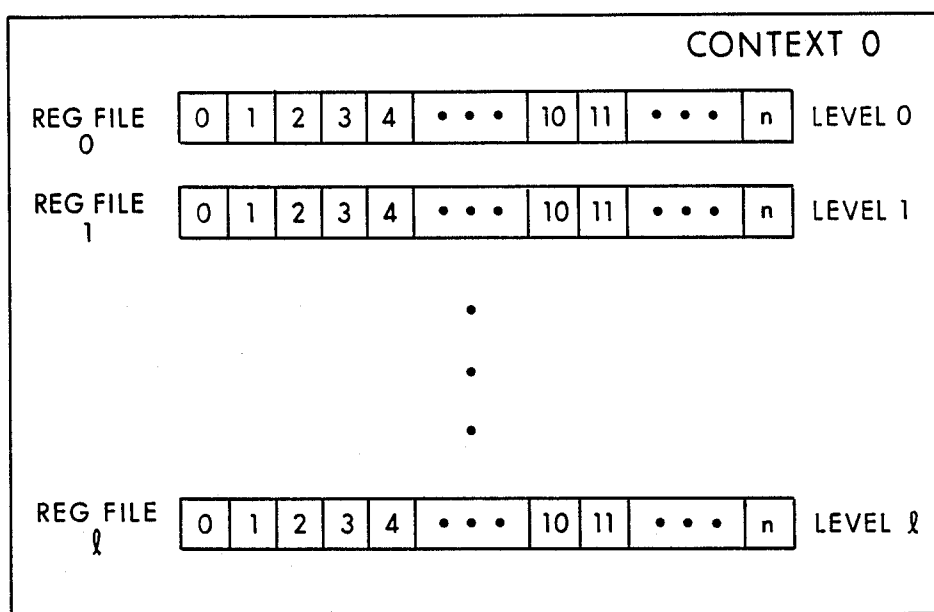 CONTEXT 0
REG FILE 0 0 1 2 3 4 • • • 10 11 • • • n LEVEL 0
REG FILE 1 0 1 2 3 4 • • • 10 11 • • • n LEVEL 1
•
•
•
REG FILE ℓ 0 1 2 3 4 • • • 10 11 • • • n LEVEL ℓ